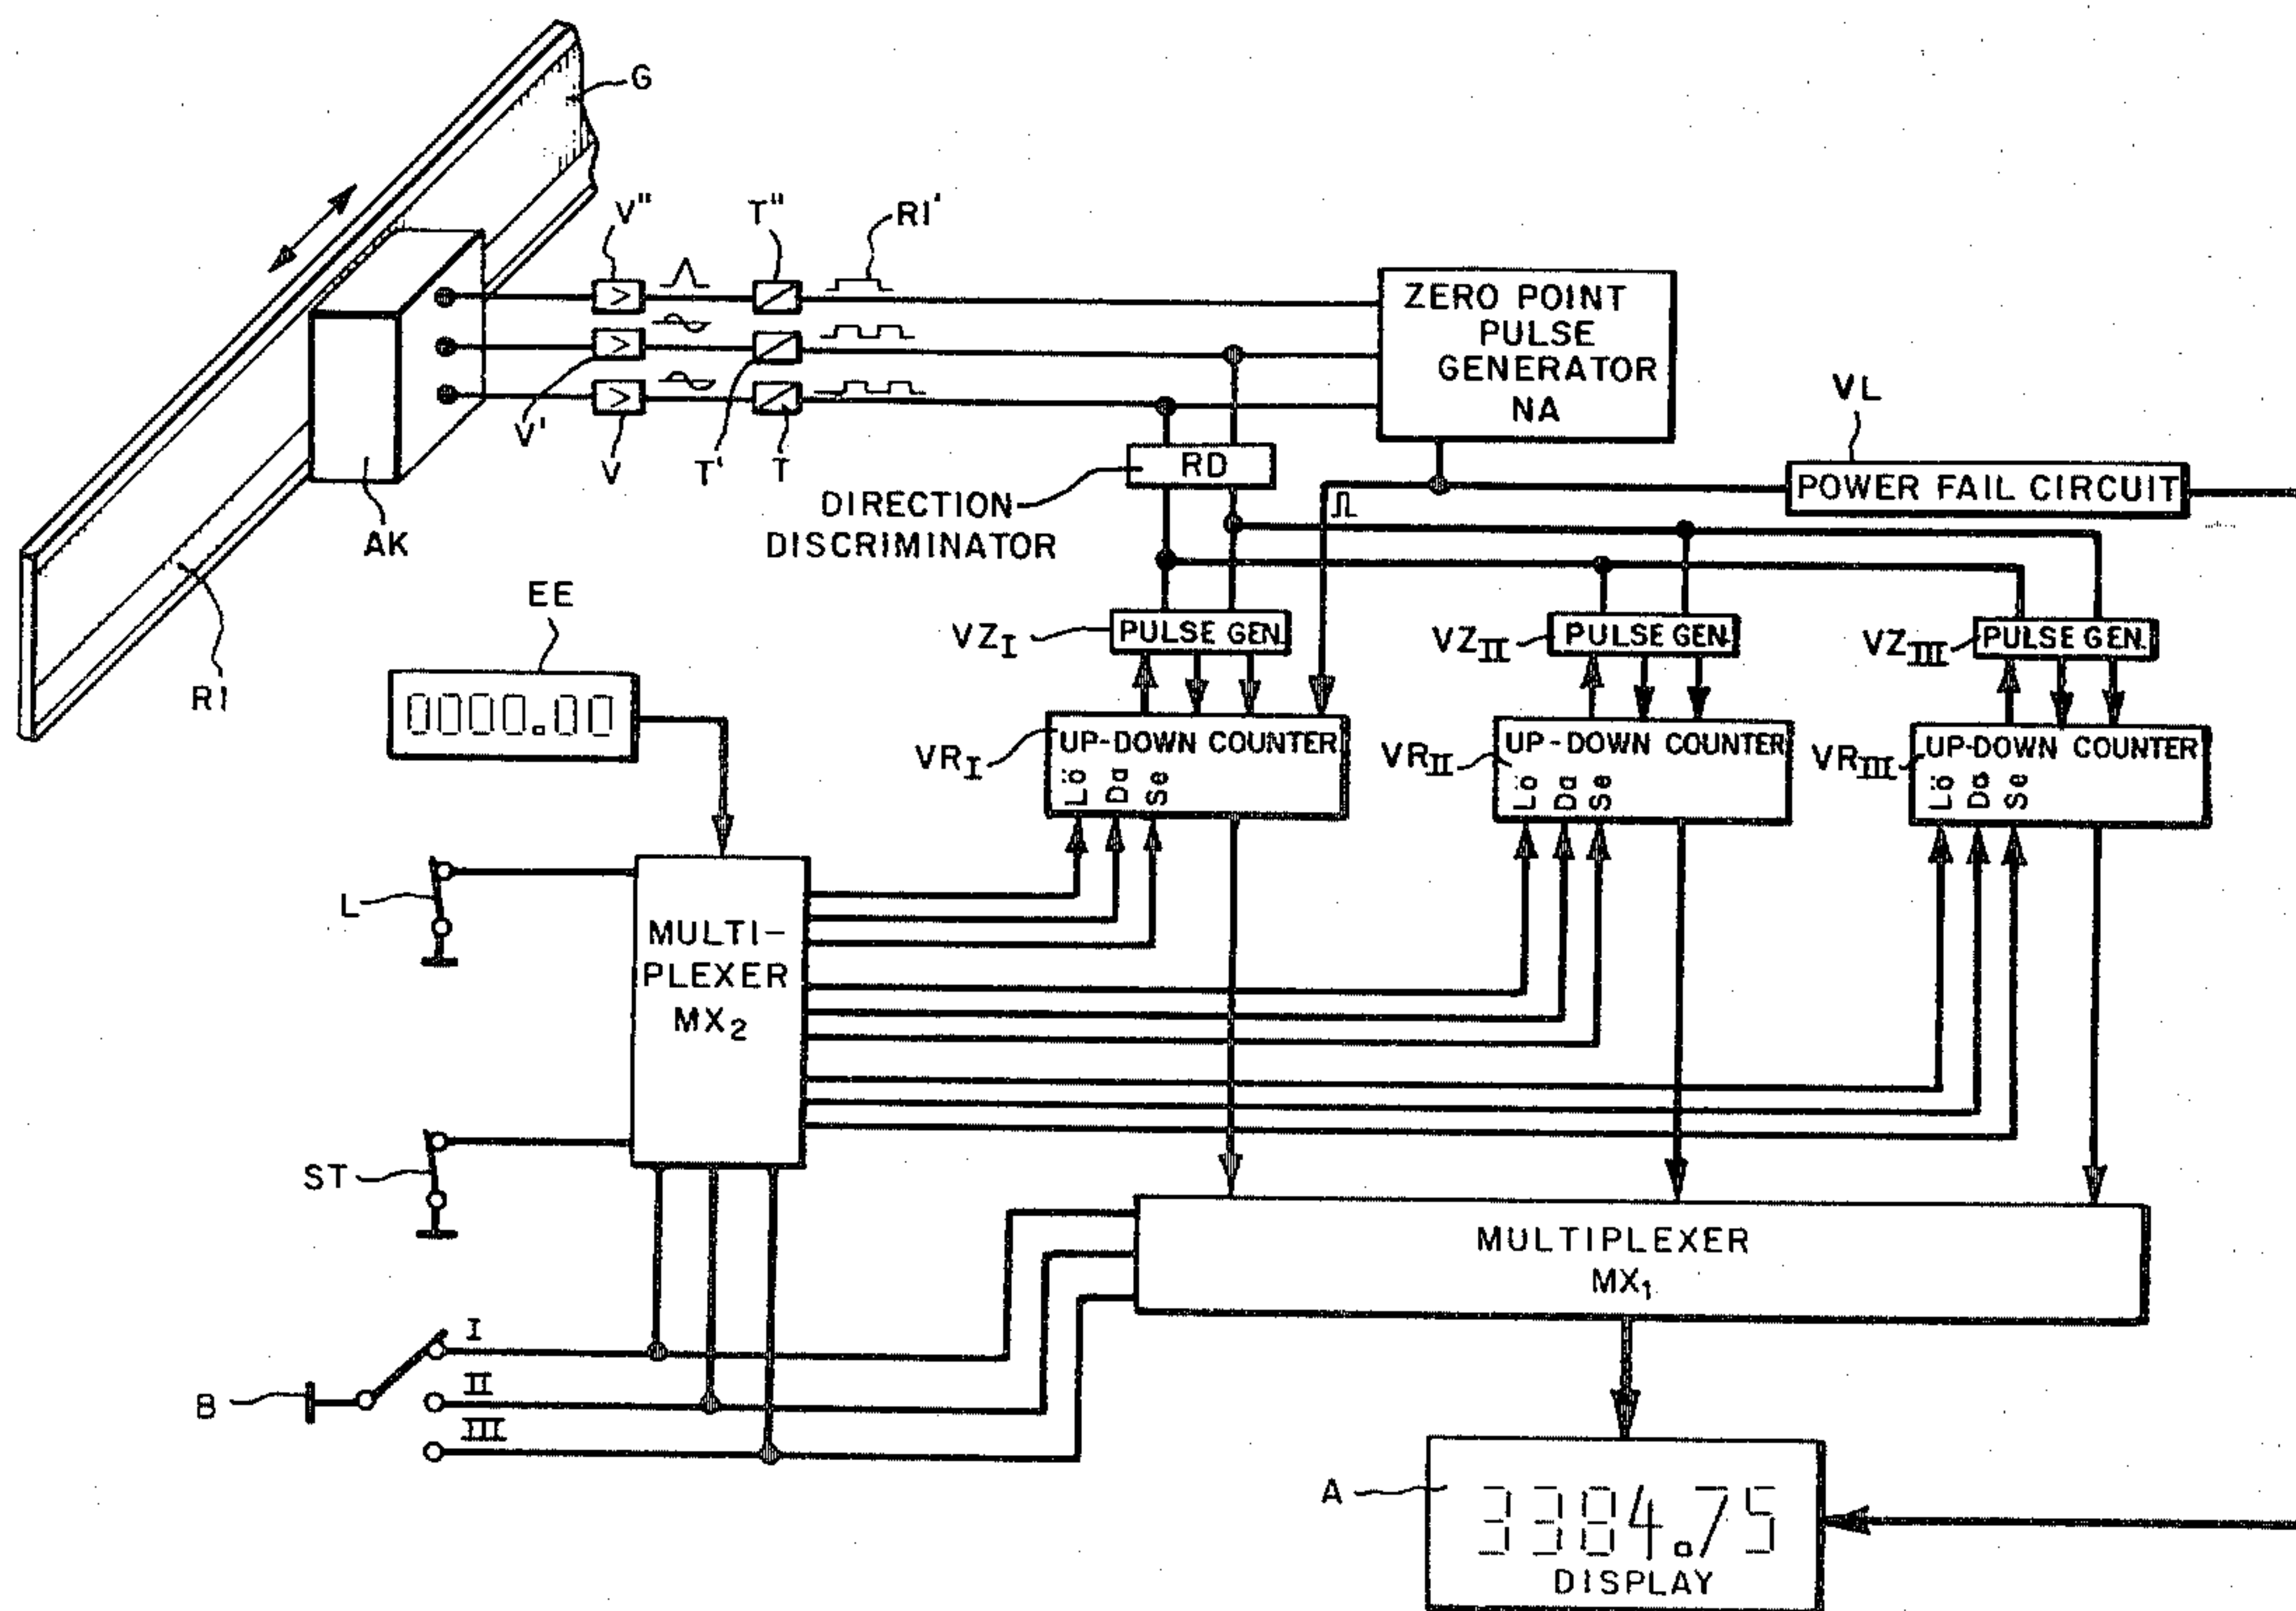 G
V" T" RI'
ZERO POINT
PULSE
GENERATOR
NA
V' V T' T
VL
RD
POWER FAIL CIRCUIT
DIRECTION
DISCRIMINATOR
AK
RI
EE
0000.00
VZI PULSE GEN.
VZII PULSE GEN.
VZIII PULSE GEN.
VRI UP-DOWN COUNTER
Lö Da Se
VRII UP-DOWN COUNTER
Lö Da Se
VRIII UP-DOWN COUNTER
Lö Da Se
L
MULTI-
PLEXER
MX2
ST
MULTIPLEXER
MX1
I
B
II
III
A
3384.75
DISPLAY